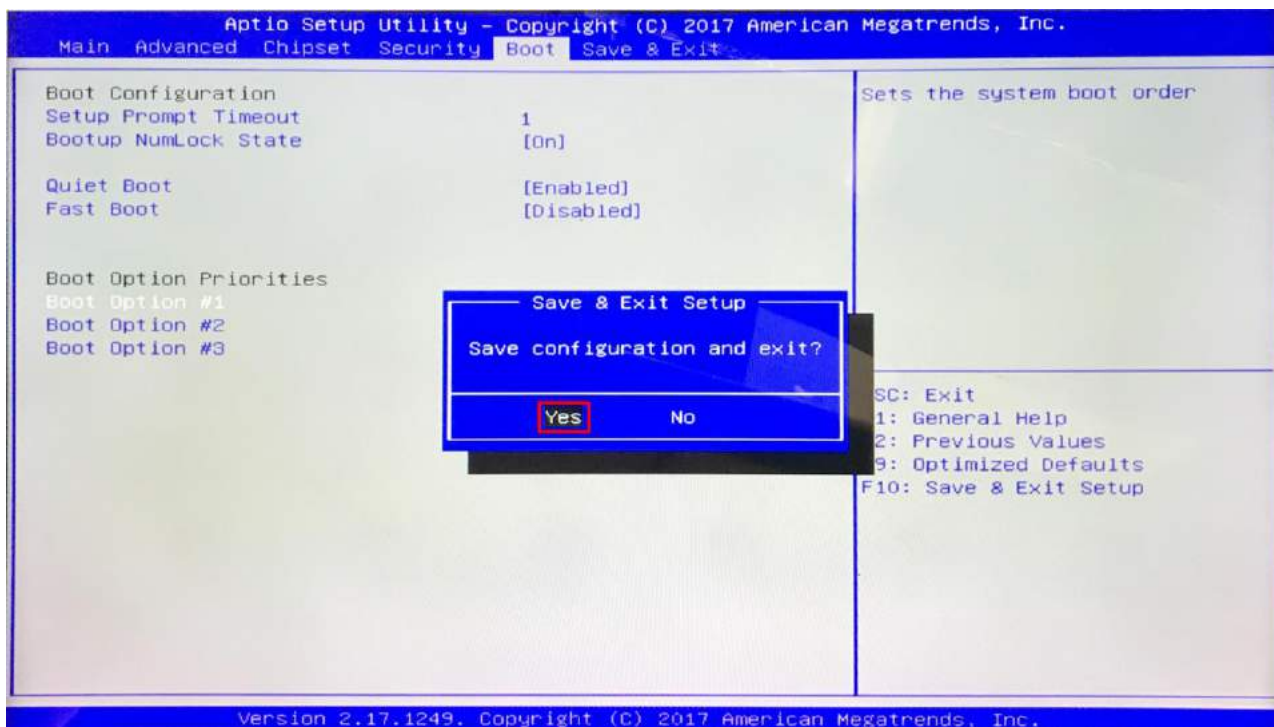 Aptio Setup Utility – Copyright (C) 2017 American Megatrends, Inc.
Main Advanced Chipset Security Boot Save & Exit
Boot Configuration
Setup Prompt Timeout 1
Bootup NumLock State [On]
Quiet Boot [Enabled]
Fast Boot [Disabled]
Boot Option Priorities
Boot Option #1
Boot Option #2
Boot Option #3
Save & Exit Setup
Save configuration and exit?
Yes No
Sets the system boot order
SC: Exit
1: General Help
2: Previous Values
9: Optimized Defaults
F10: Save & Exit Setup
Version 2.17.1249. Copyright (C) 2017 American Megatrends, Inc.